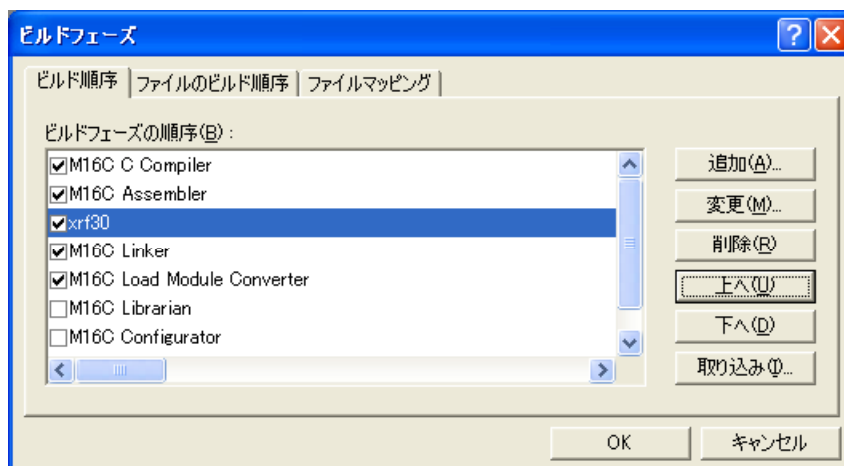 ビルドフェーズ
ビルド順序 ファイルのビルド順序 ファイルマッピング
ビルドフェーズの順序(B) :
M16C C Compiler
M16C Assembler
xrf30
M16C Linker
M16C Load Module Converter
M16C Librarian
M16C Configurator
追加(A)...
変更(M)...
削除(R)
上へ(U)
下へ(D)
取り込み(I)...
OK キャンセル